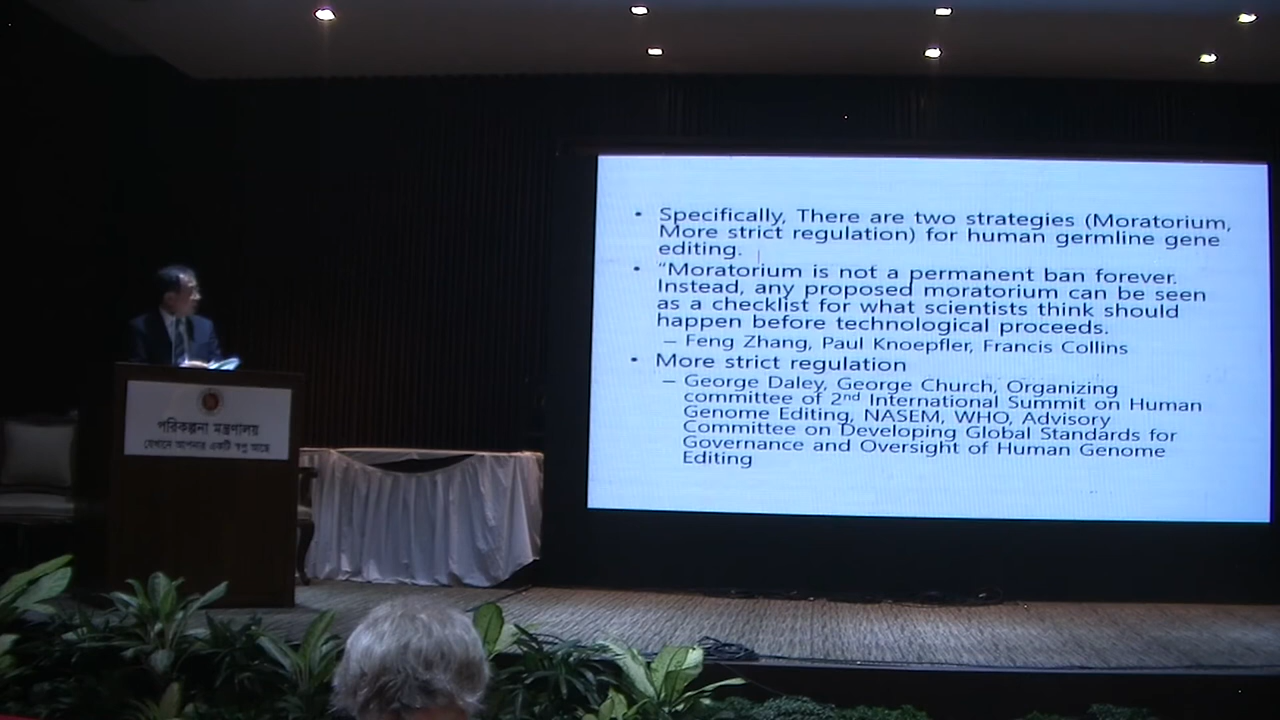 • Specifically, There are two strategies (Moratorium,
More strict regulation) for human germline gene
editing.
• “Moratorium is not a permanent ban forever.
Instead, any proposed moratorium can be seen
as a checklist for what scientists think should
happen before technological proceeds.
– Feng Zhang, Paul Knoepfler, Francis Collins
• More strict regulation
– George Daley, George Church, Organizing
committee of 2nd International Summit on Human
Genome Editing, NASEM, WHO, Advisory
Committee on Developing Global Standards for
Governance and Oversight of Human Genome
Editing
পরিকল্পনা মন্ত্রণালয়
যেখানে আপনার একটি স্বপ্ন আছে